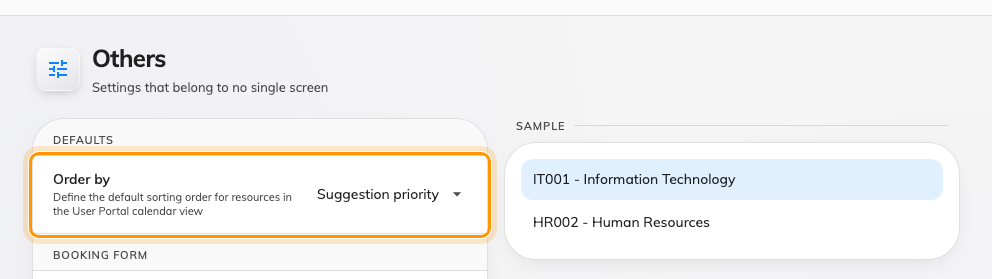 Others
Settings that belong to no single screen
DEFAULTS
Order by
Define the default sorting order for resources in
the User Portal calendar view
Suggestion priority
BOOKING FORM
SAMPLE
IT001 - Information Technology
HR002 - Human Resources